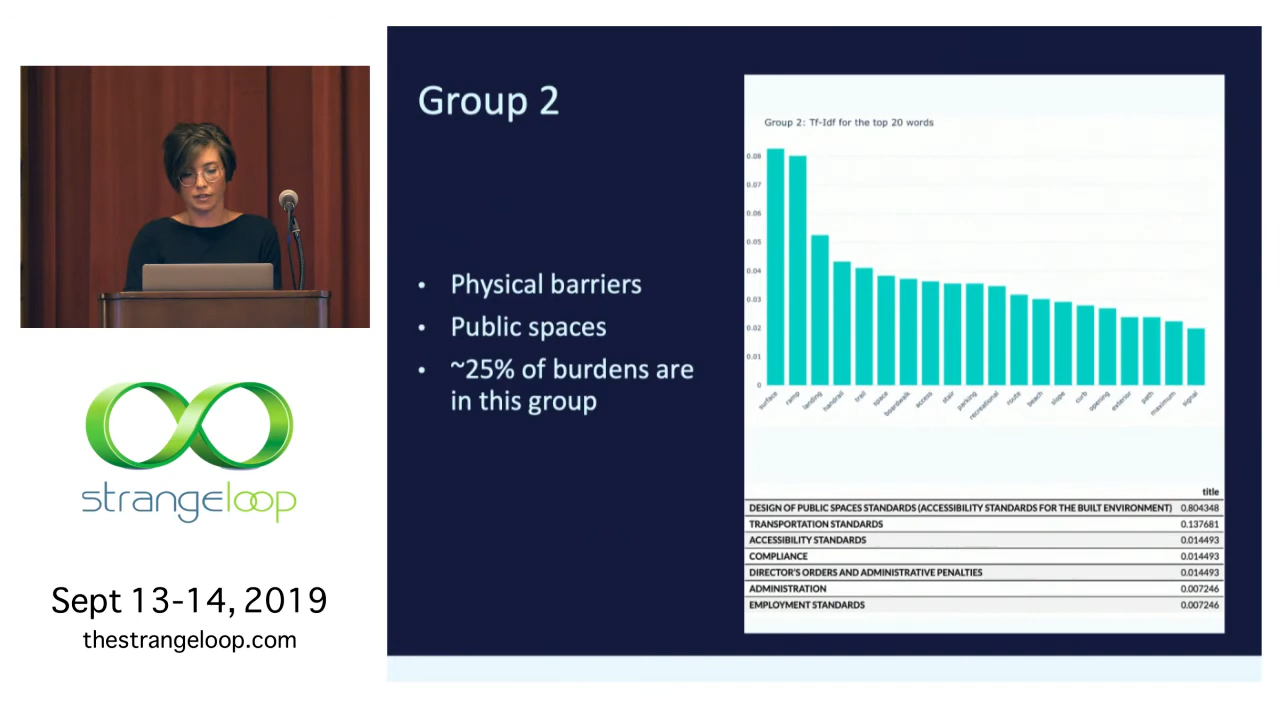 Group 2
Physical barriers
Public spaces
~25% of burdens are
in this group
Group 2: Tf-Idf for the top 20 words
0.08
0.07
0.06
0.05
0.04
0.03
0.02
0.01
0
surface
ramp
landing
handrail
trail
space
boardwalk
access
stair
parking
recreational
route
beach
slope
curb
opening
exterior
path
maximum
signal
title
DESIGN OF PUBLIC SPACES STANDARDS (ACCESSIBILITY STANDARDS FOR THE BUILT ENVIRONMENT) 0.804348
TRANSPORTATION STANDARDS 0.137681
ACCESSIBILITY STANDARDS 0.014493
COMPLIANCE 0.014493
DIRECTOR'S ORDERS AND ADMINISTRATIVE PENALTIES 0.014493
ADMINISTRATION 0.007246
EMPLOYMENT STANDARDS 0.007246
strangeloop
Sept 13-14, 2019
thestrangeloop.com